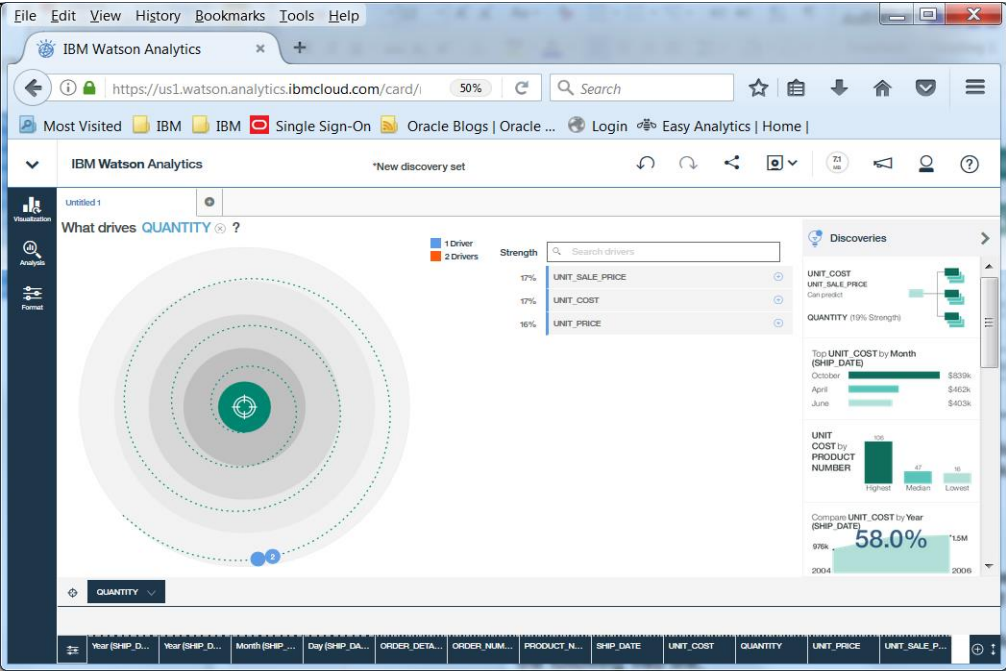 File Edit View History Bookmarks Tools Help
IBM Watson Analytics × +
https://us1.watson.analytics.ibmcloud.com/card/ 50% Search
Most Visited IBM IBM Single Sign-On Oracle Blogs | Oracle ... Login Easy Analytics | Home |
IBM Watson Analytics *New discovery set 7.1 MB
Untitled 1
Visualization
Analysis
Format
What drives QUANTITY ?
1 Driver
2 Drivers
Strength Search drivers
17% UNIT_SALE_PRICE
17% UNIT_COST
16% UNIT_PRICE
2
Discoveries
UNIT_COST
UNIT_SALE_PRICE
Can predict
QUANTITY (19% Strength)
Top UNIT_COST by Month
(SHIP_DATE)
October $839k
April $462k
June $403k
UNIT
COST by
PRODUCT
NUMBER
106 47 16
Highest Median Lowest
Compare UNIT_COST by Year
(SHIP_DATE)
58.0%
976k 1.5M
2004 2006
QUANTITY
Year (SHIP_D... Year (SHIP_D... Month (SHIP_... Day (SHIP_DA... ORDER_DETA... ORDER_NUM... PRODUCT_N... SHIP_DATE UNIT_COST QUANTITY UNIT_PRICE UNIT_SALE_P...